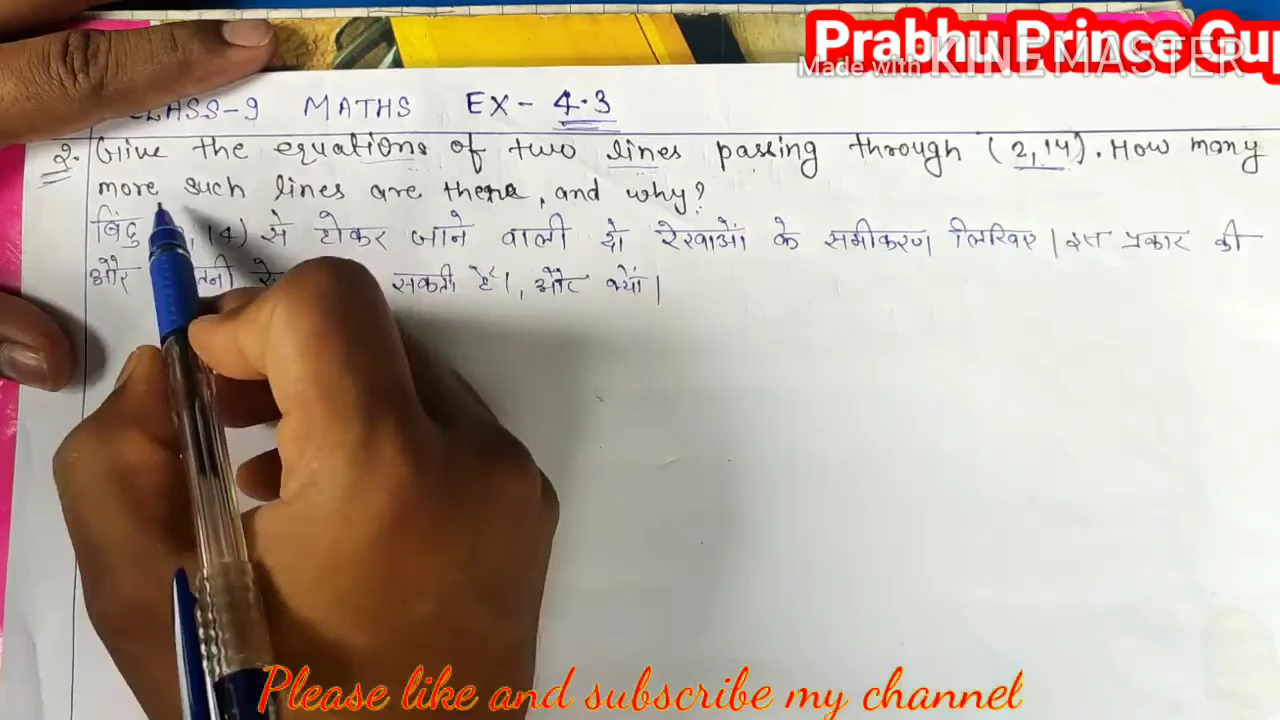 Prabhu Prince Gup
Made with KINEMASTER
CLASS-9 MATHS EX- 4.3
2. Give the equations of two lines passing through (2,14). How many
more such lines are there, and why?
बिंदु , 14) से होकर जाने वाली दो रेखाओं के समीकरण लिखिए। इस प्रकार की
और सकती हैं।, और क्यों।
Please like and subscribe my channel